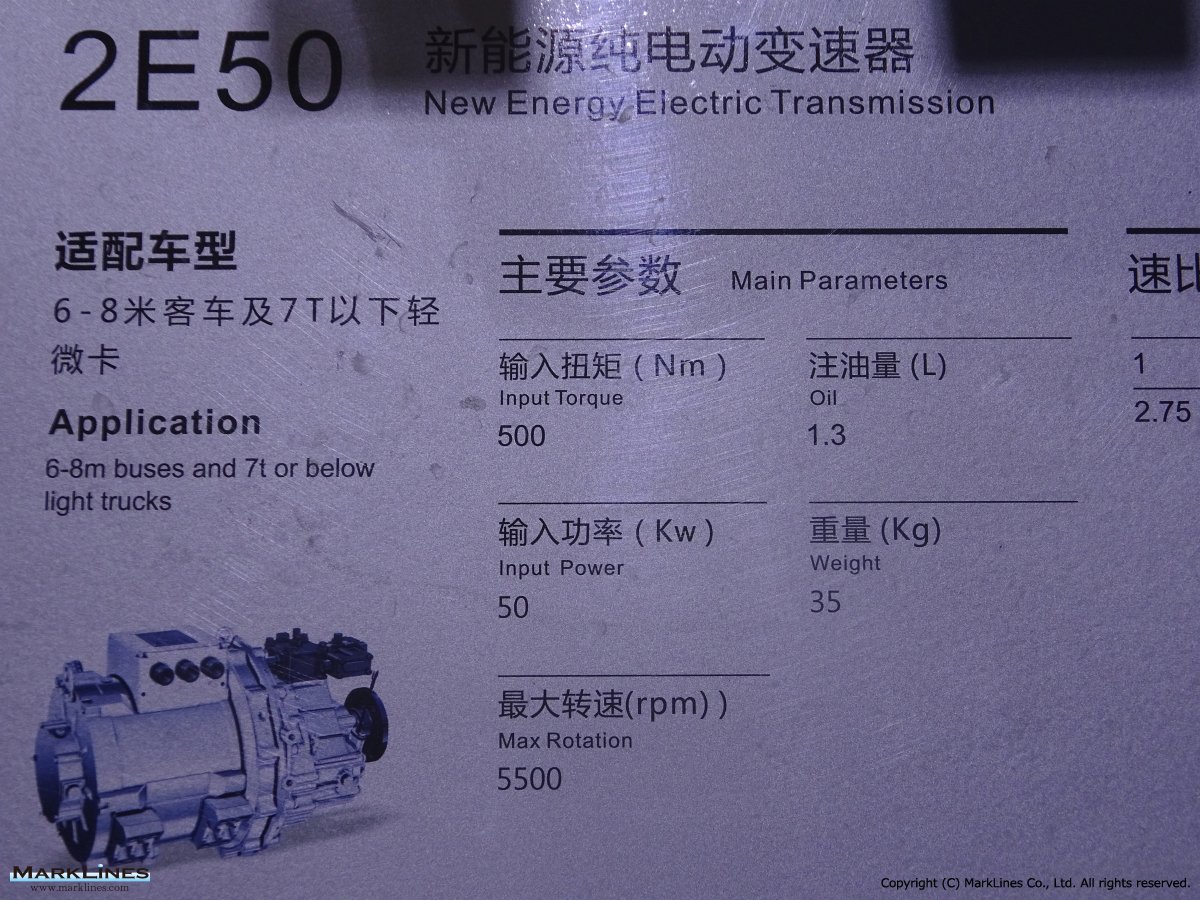 2E50
新能源纯电动变速器
New Energy Electric Transmission
适配车型
6-8米客车及7T以下轻
微卡
Application
6-8m buses and 7t or below
light trucks
主要参数 Main Parameters
输入扭矩 ( Nm )
Input Torque
500
注油量 (L)
Oil
1.3
输入功率 ( Kw )
Input Power
50
重量 (Kg)
Weight
35
最大转速(rpm) )
Max Rotation
5500
速比
1
2.75
MARKLINES
www.marklines.com
Copyright (C) MarkLines Co., Ltd. All rights reserved.